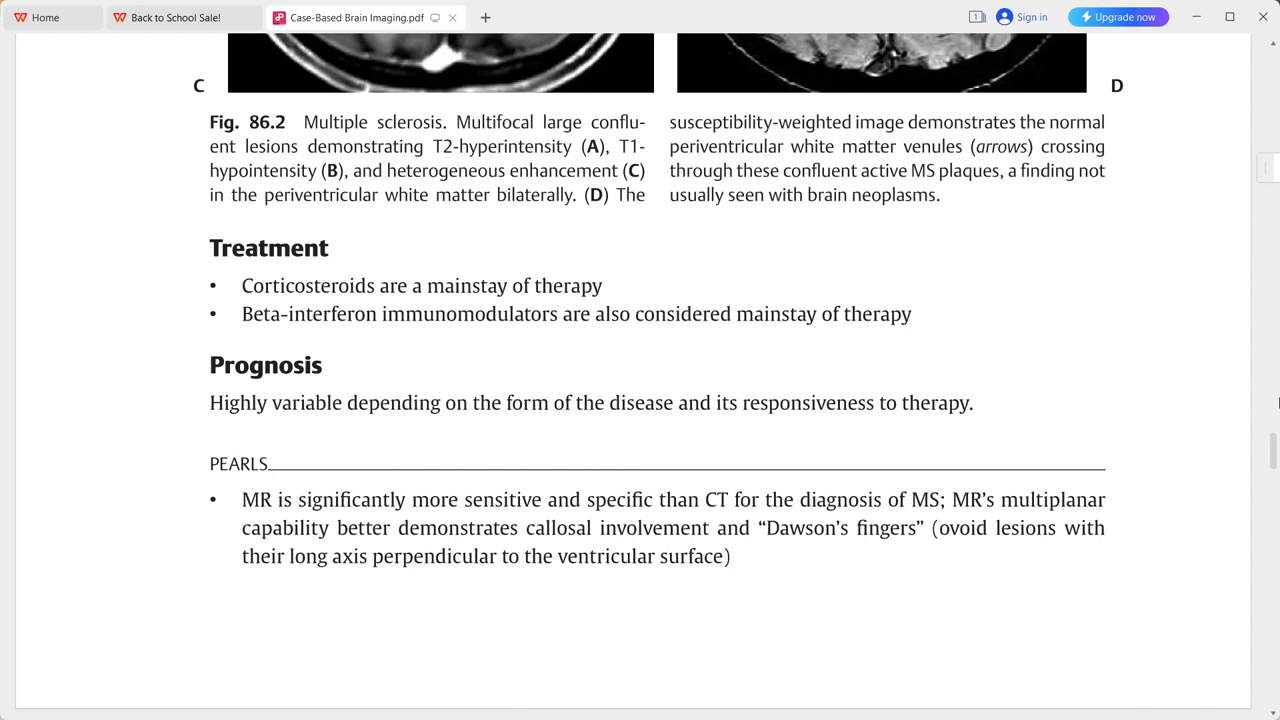 Home
Back to School Sale!
Case-Based Brain Imaging.pdf
1
Sign in
Upgrade now
C
D
Fig. 86.2 Multiple sclerosis. Multifocal large conflu-
ent lesions demonstrating T2-hyperintensity (A), T1-
hypointensity (B), and heterogeneous enhancement (C)
in the periventricular white matter bilaterally. (D) The
susceptibility-weighted image demonstrates the normal
periventricular white matter venules (arrows) crossing
through these confluent active MS plaques, a finding not
usually seen with brain neoplasms.
Treatment
• Corticosteroids are a mainstay of therapy
• Beta-interferon immunomodulators are also considered mainstay of therapy
Prognosis
Highly variable depending on the form of the disease and its responsiveness to therapy.
PEARLS
• MR is significantly more sensitive and specific than CT for the diagnosis of MS; MR’s multiplanar
capability better demonstrates callosal involvement and “Dawson’s fingers” (ovoid lesions with
their long axis perpendicular to the ventricular surface)